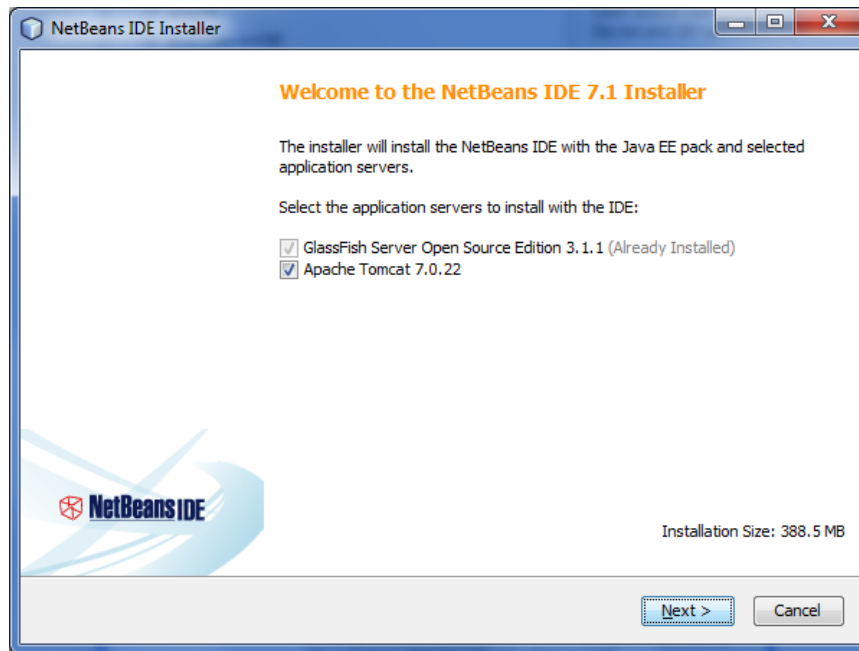 NetBeans IDE Installer
Welcome to the NetBeans IDE 7.1 Installer
The installer will install the NetBeans IDE with the Java EE pack and selected
application servers.
Select the application servers to install with the IDE:
GlassFish Server Open Source Edition 3.1.1 (Already Installed)
Apache Tomcat 7.0.22
NetBeans IDE
Installation Size: 388.5 MB
Next >
Cancel